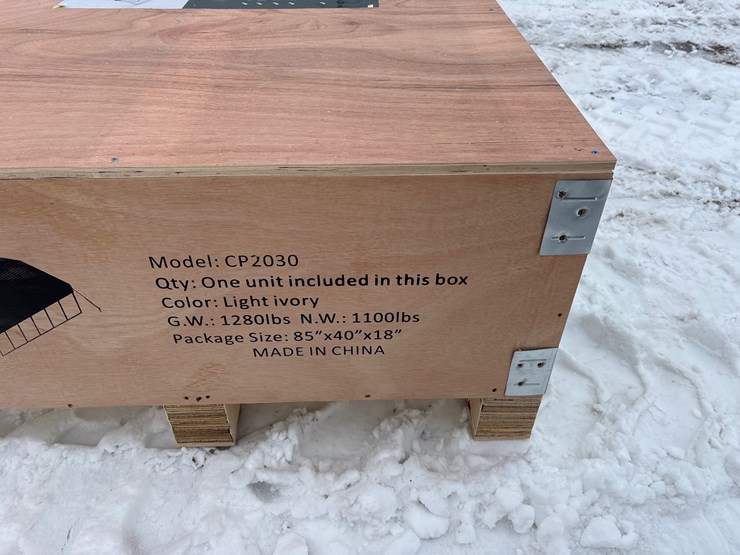 Model: CP2030
Qty: One unit included in this box
Color: Light ivory
G.W.: 1280lbs N.W.: 1100lbs
Package Size: 85”x40”x18”
MADE IN CHINA